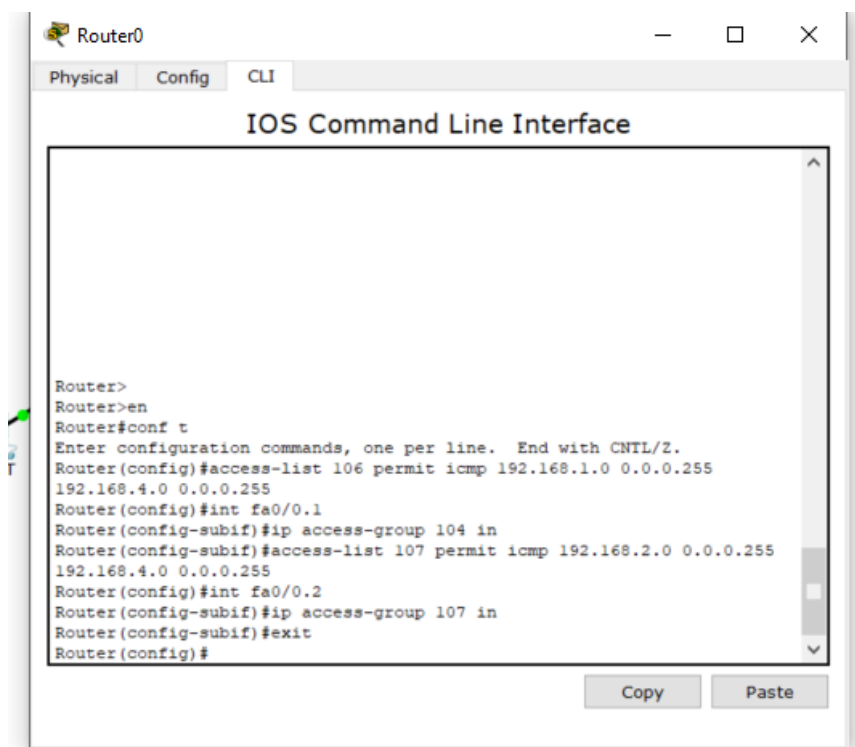 Router0
Physical Config CLI
IOS Command Line Interface
Router>
Router>en
Router#conf t
Enter configuration commands, one per line.  End with CNTL/Z.
Router(config)#access-list 106 permit icmp 192.168.1.0 0.0.0.255
192.168.4.0 0.0.0.255
Router(config)#int fa0/0.1
Router(config-subif)#ip access-group 104 in
Router(config-subif)#access-list 107 permit icmp 192.168.2.0 0.0.0.255
192.168.4.0 0.0.0.255
Router(config)#int fa0/0.2
Router(config-subif)#ip access-group 107 in
Router(config-subif)#exit
Router(config)#
Copy Paste
T